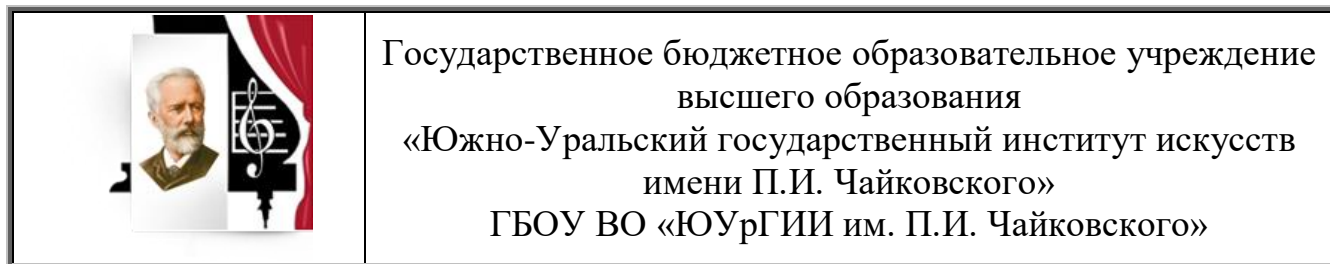 Государственное бюджетное образовательное учреждение
высшего образования
«Южно-Уральский государственный институт искусств
имени П.И. Чайковского»
ГБОУ ВО «ЮУрГИИ им. П.И. Чайковского»